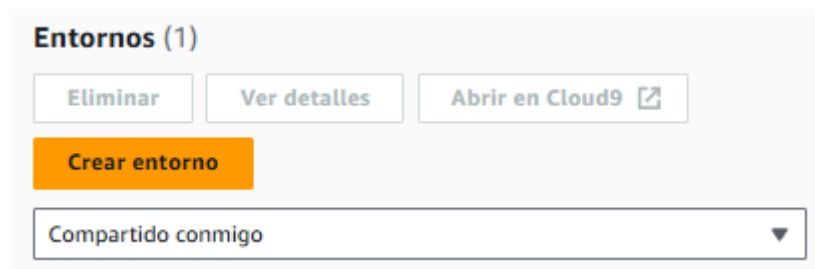 Entornos (1)
Eliminar Ver detalles Abrir en Cloud9
Crear entorno
Compartido conmigo